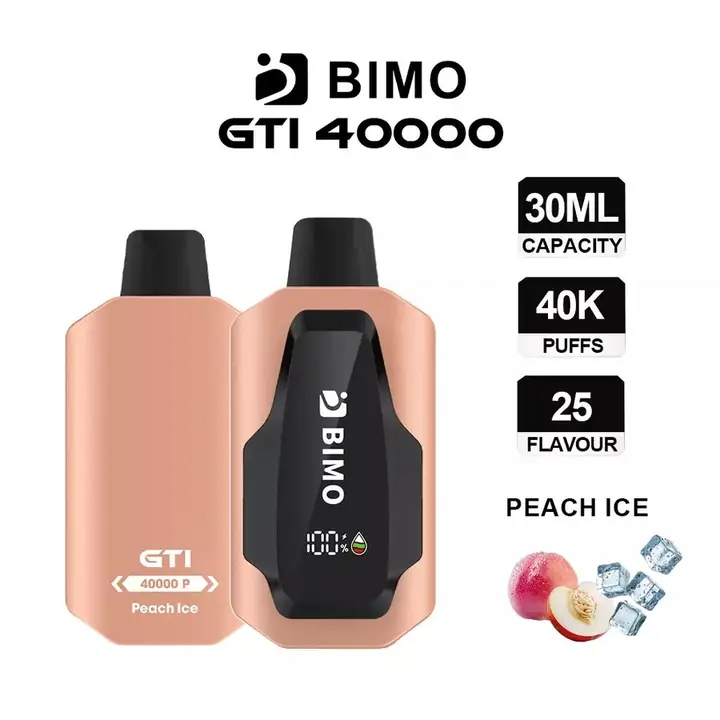 BIMO
GTI 40000
30ML
CAPACITY
40K
PUFFS
25
FLAVOUR
PEACH ICE
BIMO
100%
GTI
40000 P
Peach Ice